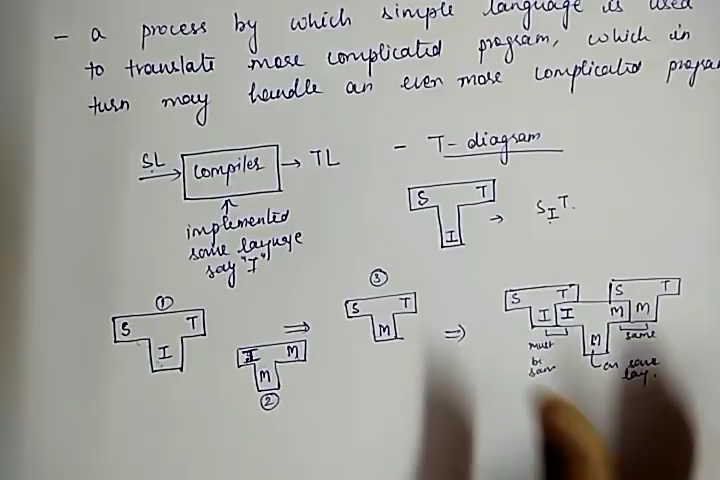 - a process by which simple language is used
to translate more complicated program, which in
turn may handle an even more complicated progra
SL
Compiler
TL
implemented
some language
say "I"
- T-diagram
S T
I
S I T.
①
S T
I
I M
M
②
③
S T
M
S T
I I
S T
M M
M
must
be
same
same
on same
lay.